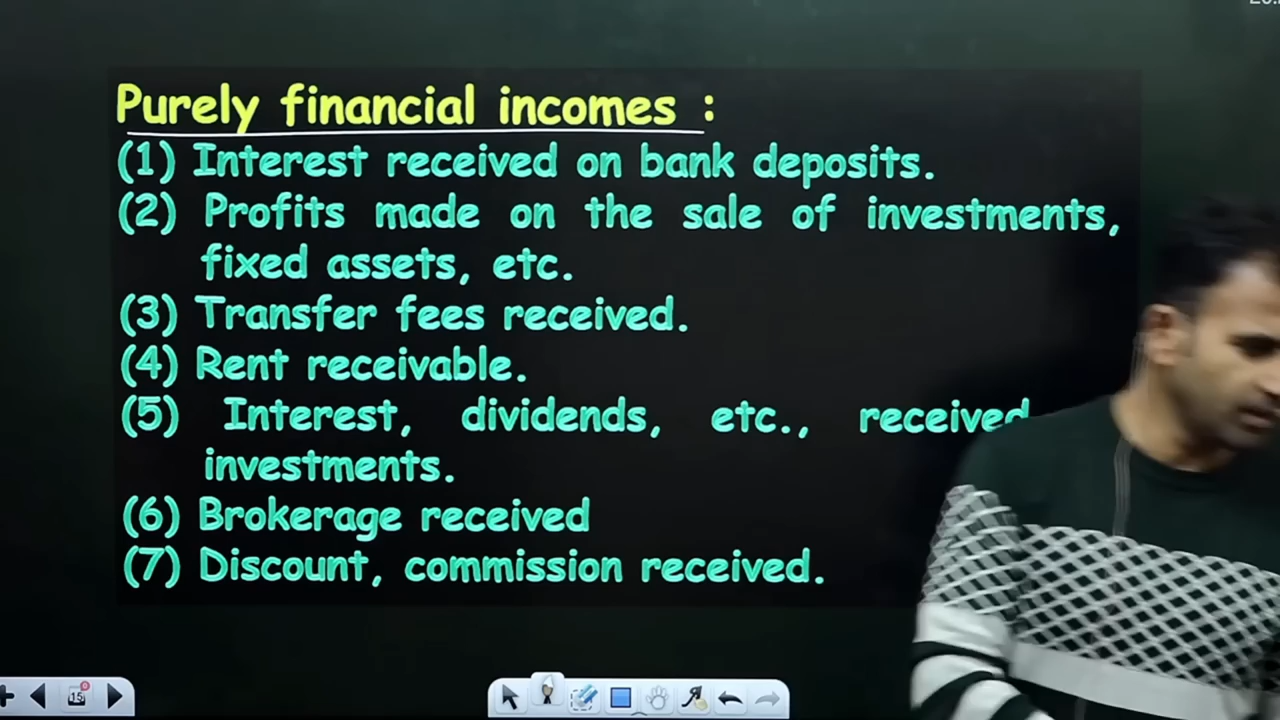 Purely financial incomes :
(1) Interest received on bank deposits.
(2) Profits made on the sale of investments,
fixed assets, etc.
(3) Transfer fees received.
(4) Rent receivable.
(5) Interest, dividends, etc., received
investments.
(6) Brokerage received
(7) Discount, commission received.
15